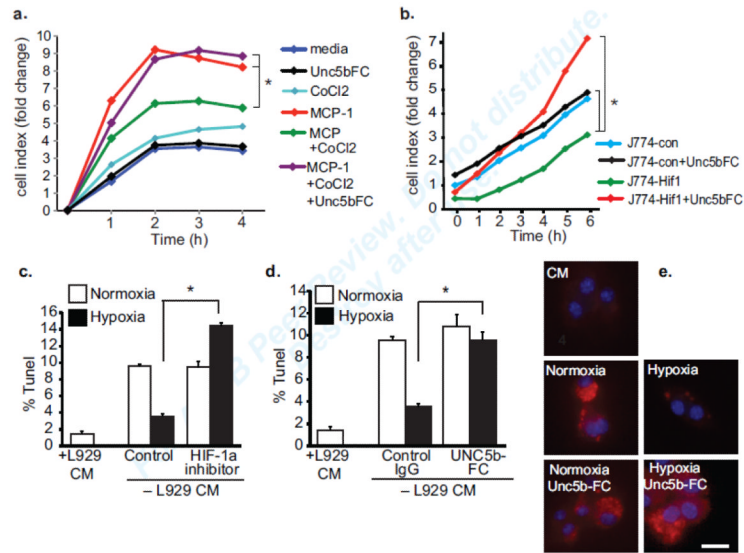 a.
b.
cell index (fold change)
10
9
8
7
6
5
4
3
2
1
0
1 2 3 4
Time (h)
media
Unc5bFC
CoCl2
MCP-1
MCP
+CoCl2
MCP-1
+CoCl2
+Unc5bFC
*
cell index (fold change)
7
6
5
4
3
2
1
0
0 1 2 3 4 5 6
Time (h)
*
J774-con
J774-con+Unc5bFC
J774-Hif1
J774-Hif1+Unc5bFC
c.
Normoxia
Hypoxia
*
% Tunel
16
14
12
10
8
6
4
2
0
+L929
CM
Control
HIF-1a
inhibitor
– L929 CM
d.
Normoxia
Hypoxia
*
% Tunel
14
12
10
8
6
4
2
0
+L929
CM
Control
IgG
UNC5b-
FC
– L929 CM
e.
CM
4
Normoxia
Hypoxia
Normoxia
Unc5b-FC
Hypoxia
Unc5b-FC